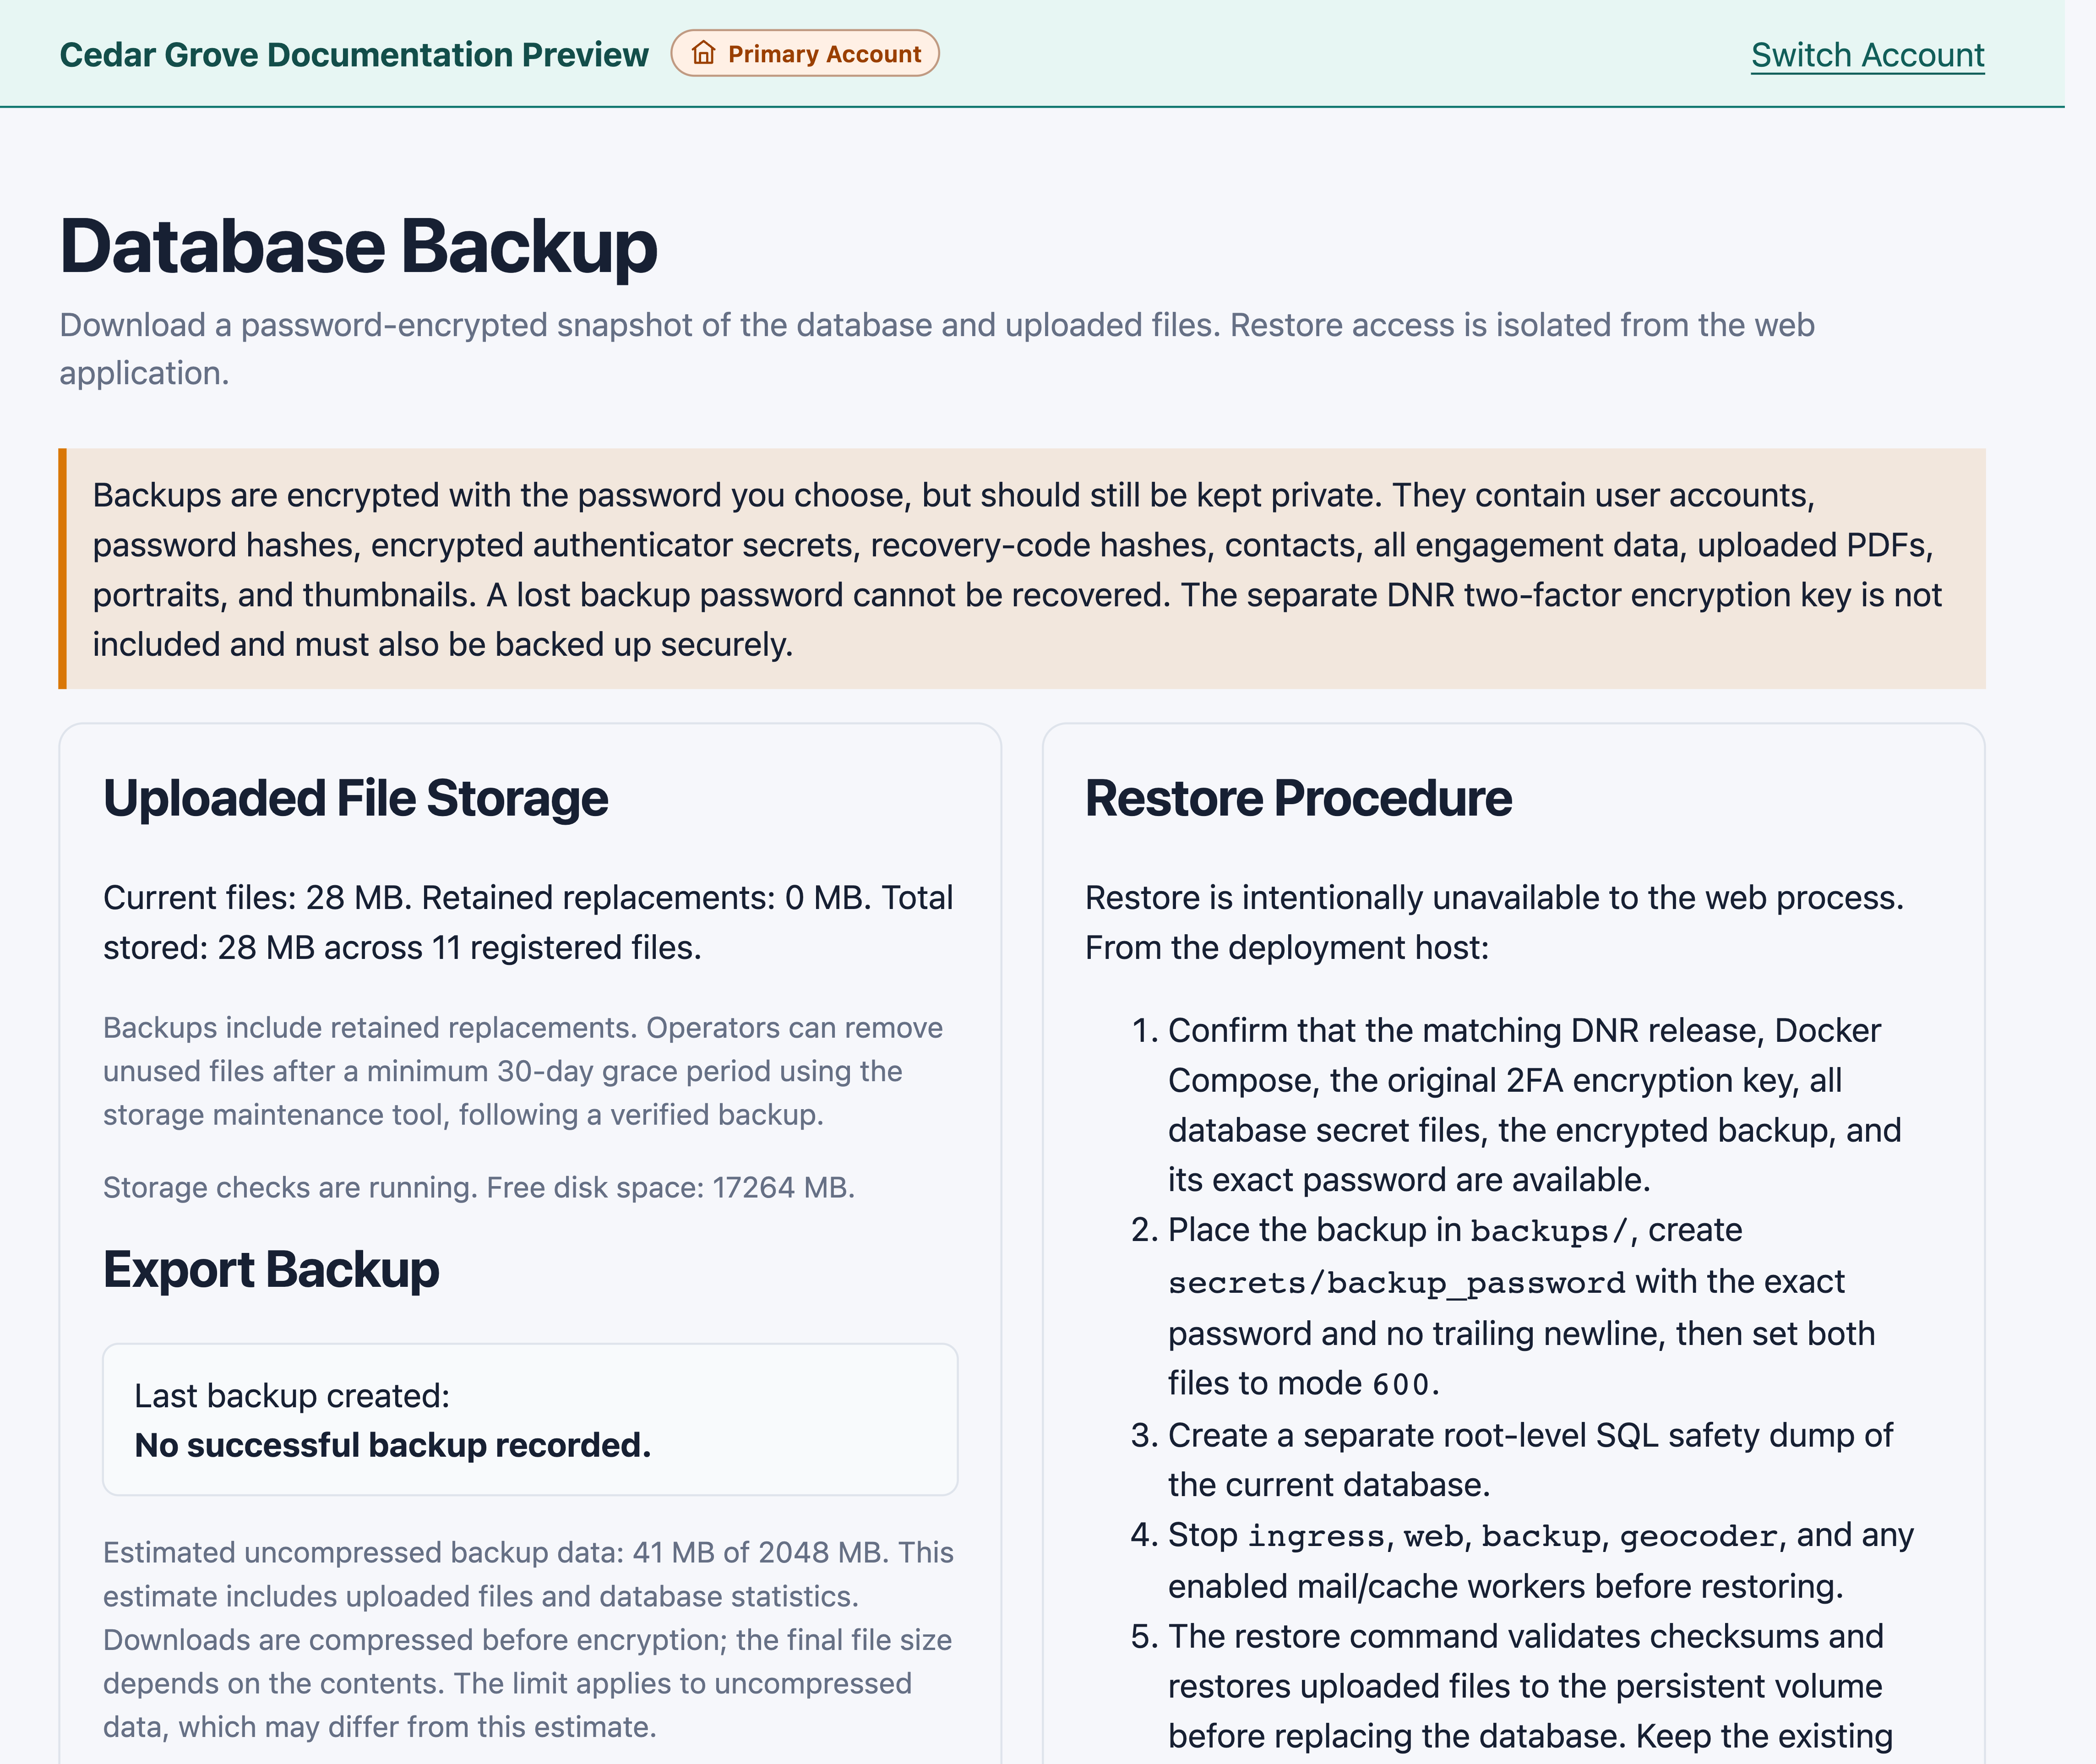 Cedar Grove Documentation Preview
Primary Account
Switch Account
Database Backup
Download a password-encrypted snapshot of the database and uploaded files. Restore access is isolated from the web
application.
Backups are encrypted with the password you choose, but should still be kept private. They contain user accounts,
password hashes, encrypted authenticator secrets, recovery-code hashes, contacts, all engagement data, uploaded PDFs,
portraits, and thumbnails. A lost backup password cannot be recovered. The separate DNR two-factor encryption key is not
included and must also be backed up securely.
Uploaded File Storage
Current files: 28 MB. Retained replacements: 0 MB. Total
stored: 28 MB across 11 registered files.
Backups include retained replacements. Operators can remove
unused files after a minimum 30-day grace period using the
storage maintenance tool, following a verified backup.
Storage checks are running. Free disk space: 17264 MB.
Export Backup
Last backup created:
No successful backup recorded.
Estimated uncompressed backup data: 41 MB of 2048 MB. This
estimate includes uploaded files and database statistics.
Downloads are compressed before encryption; the final file size
depends on the contents. The limit applies to uncompressed
data, which may differ from this estimate.
Restore Procedure
Restore is intentionally unavailable to the web process.
From the deployment host:
1. Confirm that the matching DNR release, Docker
Compose, the original 2FA encryption key, all
database secret files, the encrypted backup, and
its exact password are available.
2. Place the backup in backups/, create
secrets/backup_password with the exact
password and no trailing newline, then set both
files to mode 600.
3. Create a separate root-level SQL safety dump of
the current database.
4. Stop ingress, web, backup, geocoder, and any
enabled mail/cache workers before restoring.
5. The restore command validates checksums and
restores uploaded files to the persistent volume
before replacing the database. Keep the existing